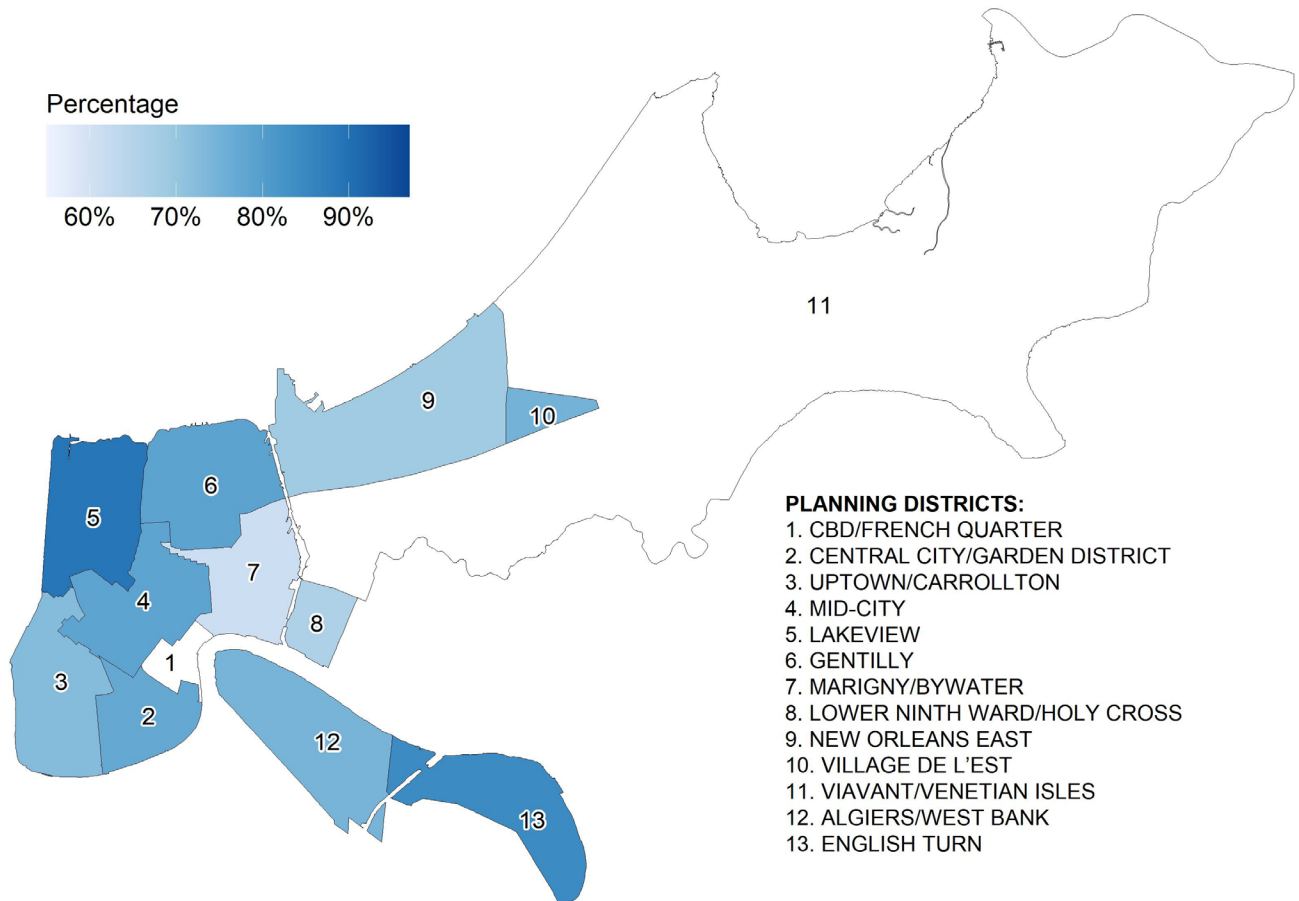 Percentage
60% 70% 80% 90%
11
9
10
6
5
7
4
8
1
3
2
12
13
PLANNING DISTRICTS:
1. CBD/FRENCH QUARTER
2. CENTRAL CITY/GARDEN DISTRICT
3. UPTOWN/CARROLLTON
4. MID-CITY
5. LAKEVIEW
6. GENTILLY
7. MARIGNY/BYWATER
8. LOWER NINTH WARD/HOLY CROSS
9. NEW ORLEANS EAST
10. VILLAGE DE L'EST
11. VIAVANT/VENETIAN ISLES
12. ALGIERS/WEST BANK
13. ENGLISH TURN